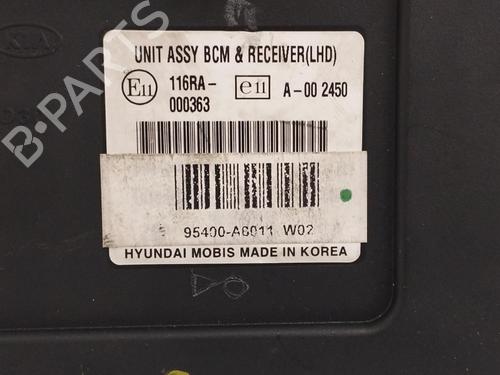 B-PARTS
KIA
UNIT ASSY BCM & RECEIVER(LHD)
E11 116RA-
000363
e11 A-00 2450
95400-A6011 W02
HYUNDAI MOBIS MADE IN KOREA